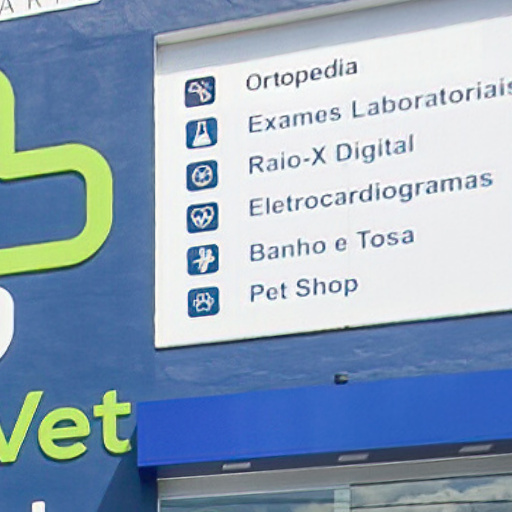 Ortopedia
Exames Laboratoriais
Raio-X Digital
Eletrocardiogramas
Banho e Tosa
Pet Shop
Vet